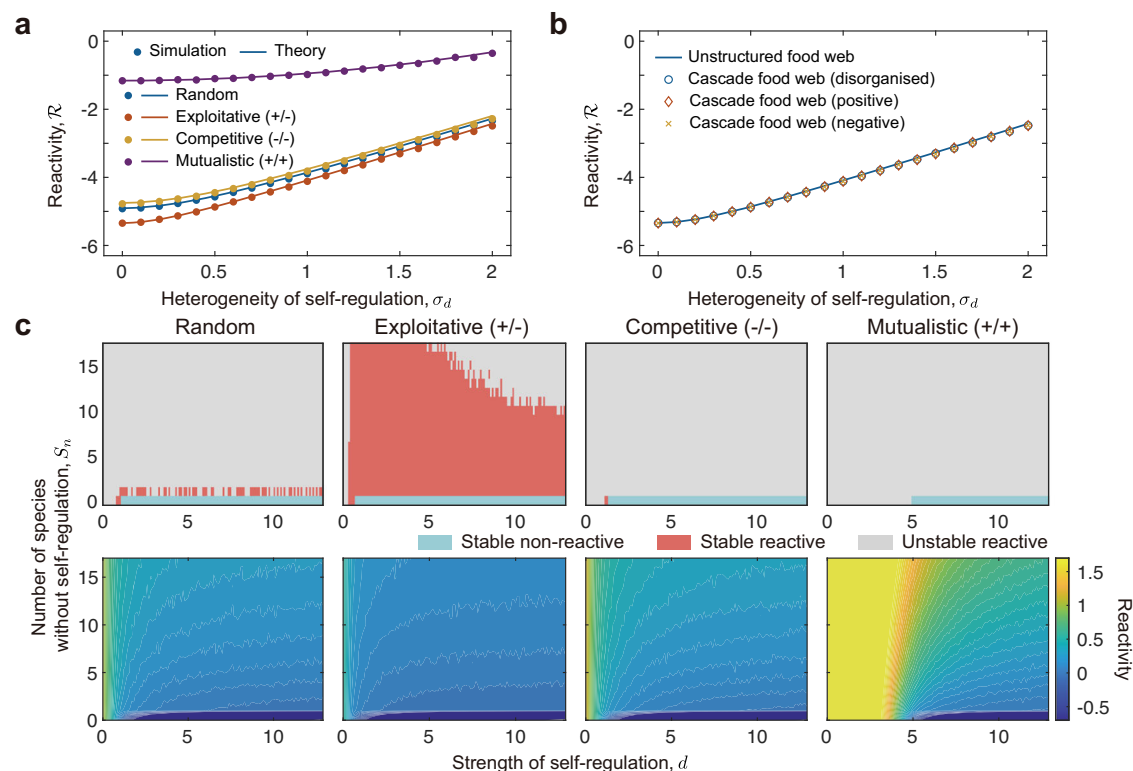 a
0
-2
-4
-6
Reactivity, R
Simulation
Theory
Random
Exploitative (+/-)
Competitive (-/-)
Mutualistic (+/+)
0 0.5 1 1.5 2
Heterogeneity of self-regulation, σd
b
0
-2
-4
-6
Reactivity, R
Unstructured food web
Cascade food web (disorganised)
Cascade food web (positive)
Cascade food web (negative)
0 0.5 1 1.5 2
Heterogeneity of self-regulation, σd
c
Random Exploitative (+/-) Competitive (-/-) Mutualistic (+/+)
Number of species
without self-regulation, Sn
15
10
5
0
0 5 10 0 5 10 0 5 10 0 5 10
Stable non-reactive Stable reactive Unstable reactive
15
10
5
0
0 5 10 0 5 10 0 5 10 0 5 10
1.5
1
0.5
0
-0.5
Reactivity
Strength of self-regulation, d